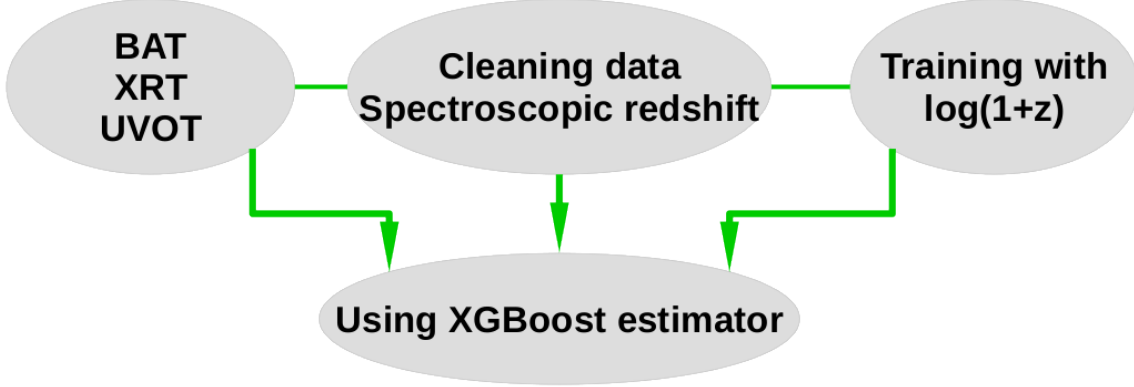 BAT
XRT
UVOT
Cleaning data
Spectroscopic redshift
Training with
log(1+z)
Using XGBoost estimator